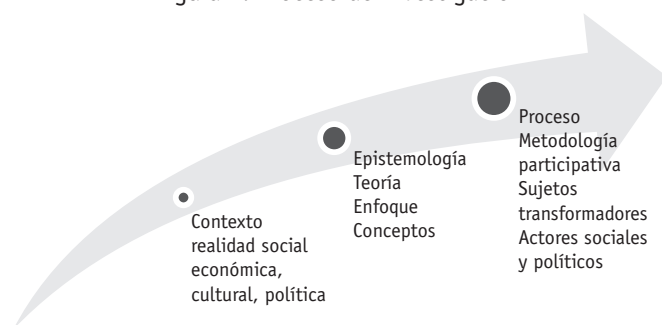 Contexto
realidad social
económica,
cultural, política
Epistemología
Teoría
Enfoque
Conceptos
Proceso
Metodología
participativa
Sujetos
transformadores
Actores sociales
y políticos